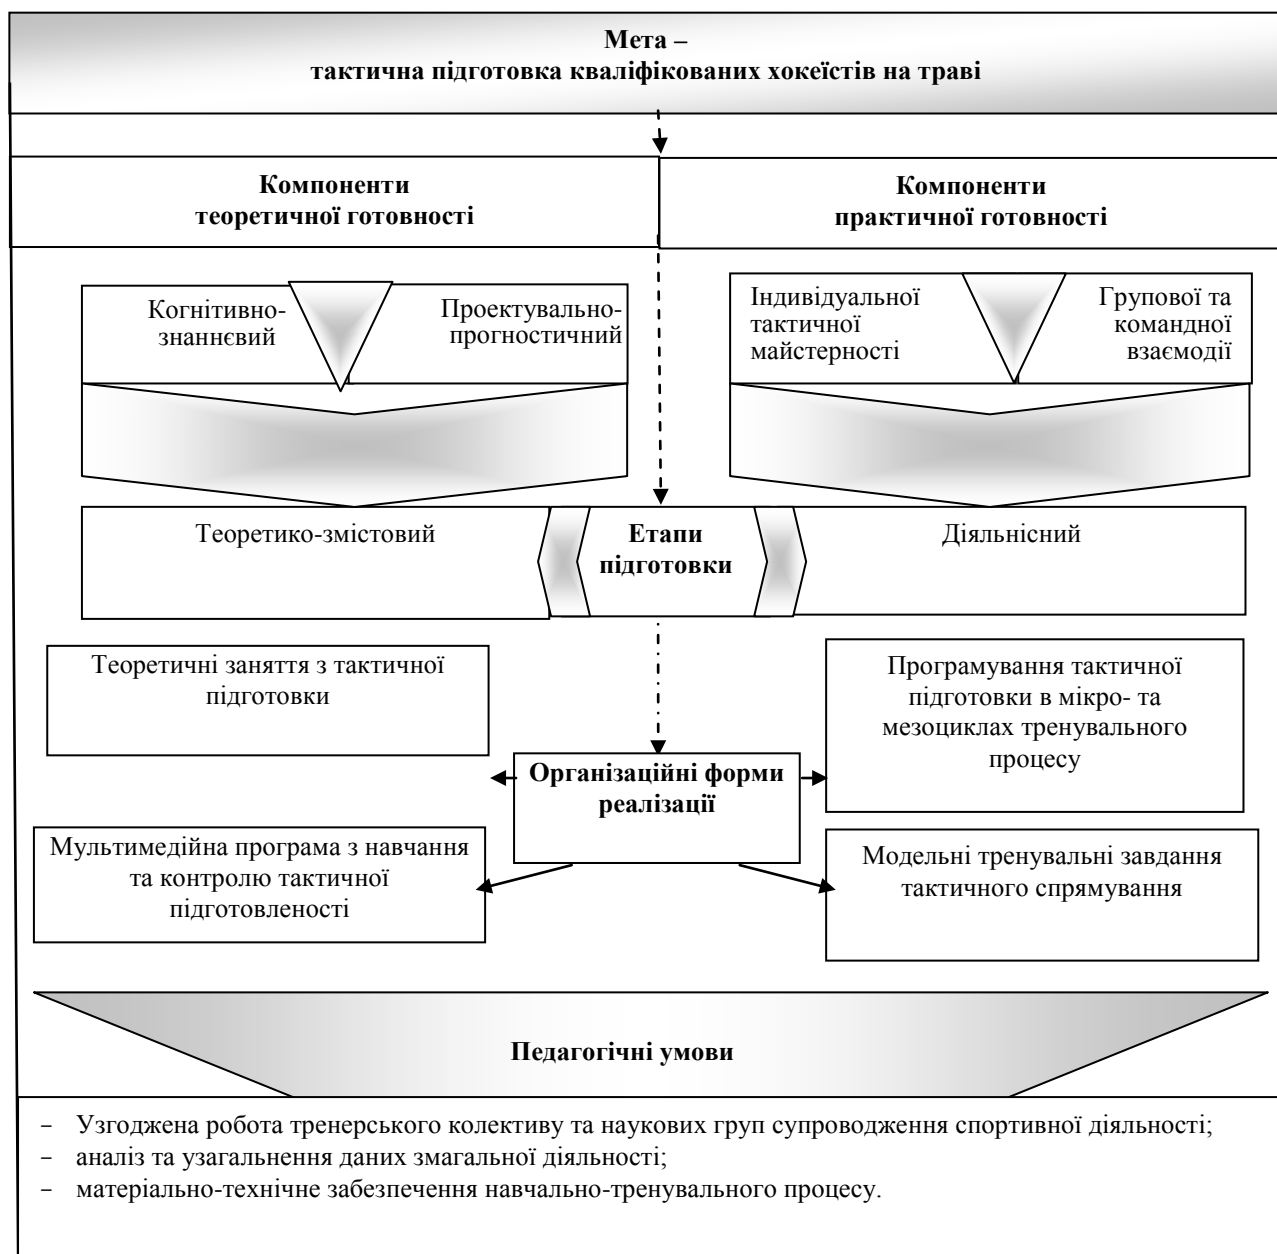 Мета –
тактична підготовка кваліфікованих хокеїстів на траві
Компоненти
теоретичної готовності
Компоненти
практичної готовності
Когнітивно-
знаннєвий
Проектувально-
прогностичний
Індивідуальної
тактичної
майстерності
Групової та
командної
взаємодії
Теоретико-змістовий
Етапи
підготовки
Діяльнісний
Теоретичні заняття з тактичної
підготовки
Програмування тактичної
підготовки в мікро- та
мезоциклах тренувального
процесу
Організаційні форми
реалізації
Мультимедійна програма з навчання
та контролю тактичної
підготовленості
Модельні тренувальні завдання
тактичного спрямування
Педагогічні умови
− Узгоджена робота тренерського колективу та наукових груп супроводження спортивної діяльності;
− аналіз та узагальнення даних змагальної діяльності;
− матеріально-технічне забезпечення навчально-тренувального процесу.